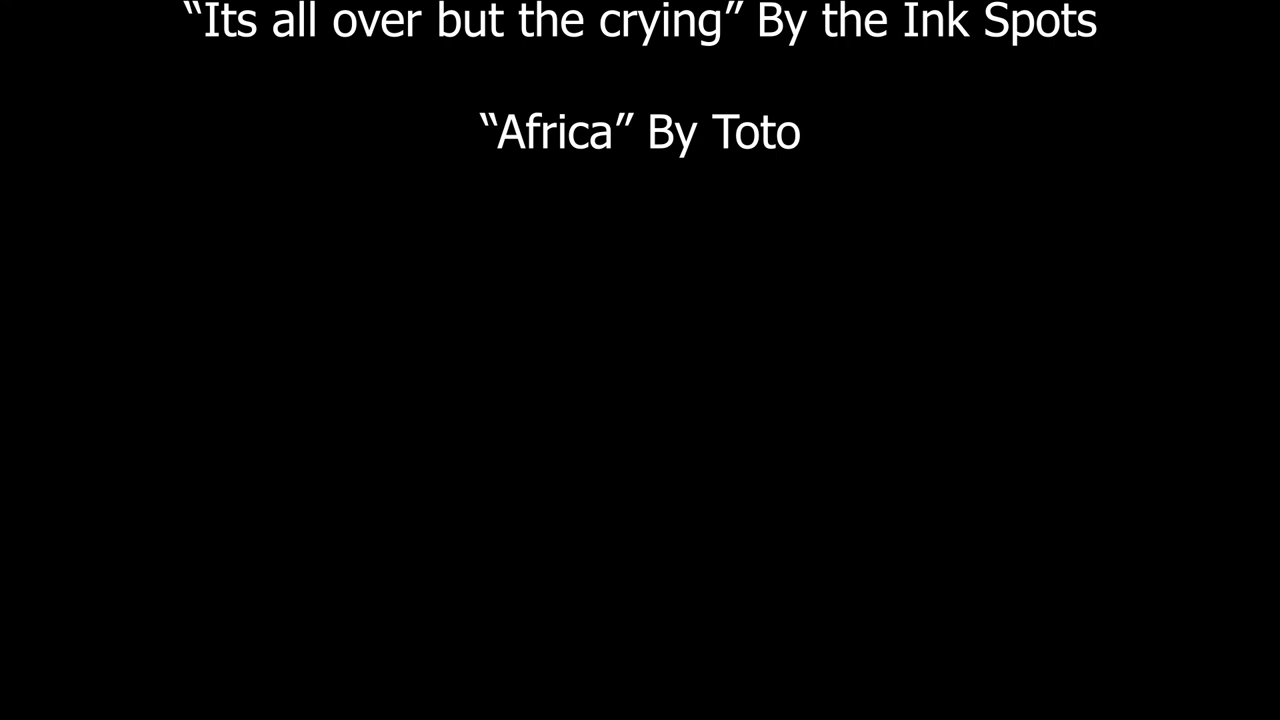 “Its all over but the crying” By the Ink Spots
“Africa” By Toto